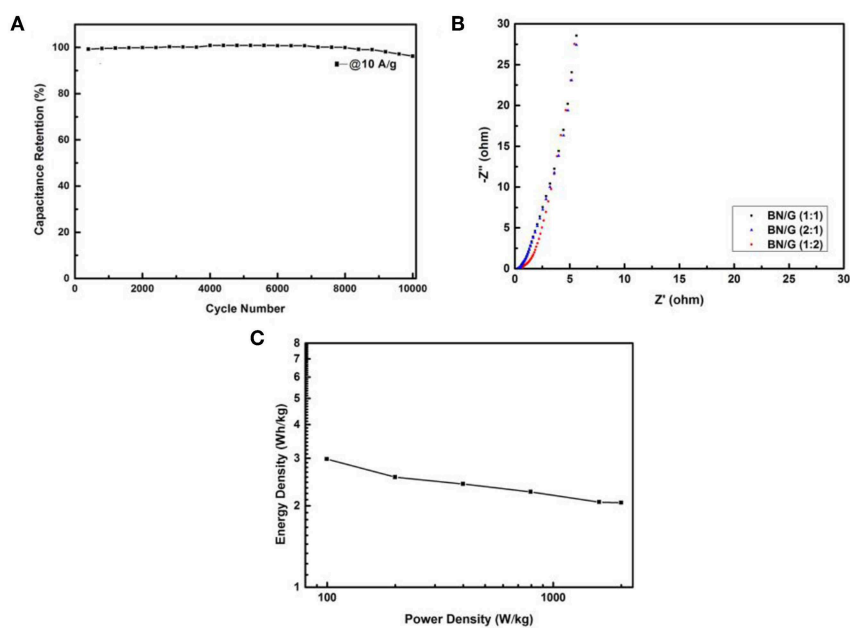 A
Capacitance Retention (%)
100
80
60
40
20
0
@10 A/g
0 2000 4000 6000 8000 10000
Cycle Number
B
-Z'' (ohm)
30
25
20
15
10
5
0
BN/G (1:1)
BN/G (2:1)
BN/G (1:2)
0 5 10 15 20 25 30
Z' (ohm)
C
Energy Density (Wh/kg)
8
7
6
5
4
3
2
1
100 1000
Power Density (W/kg)